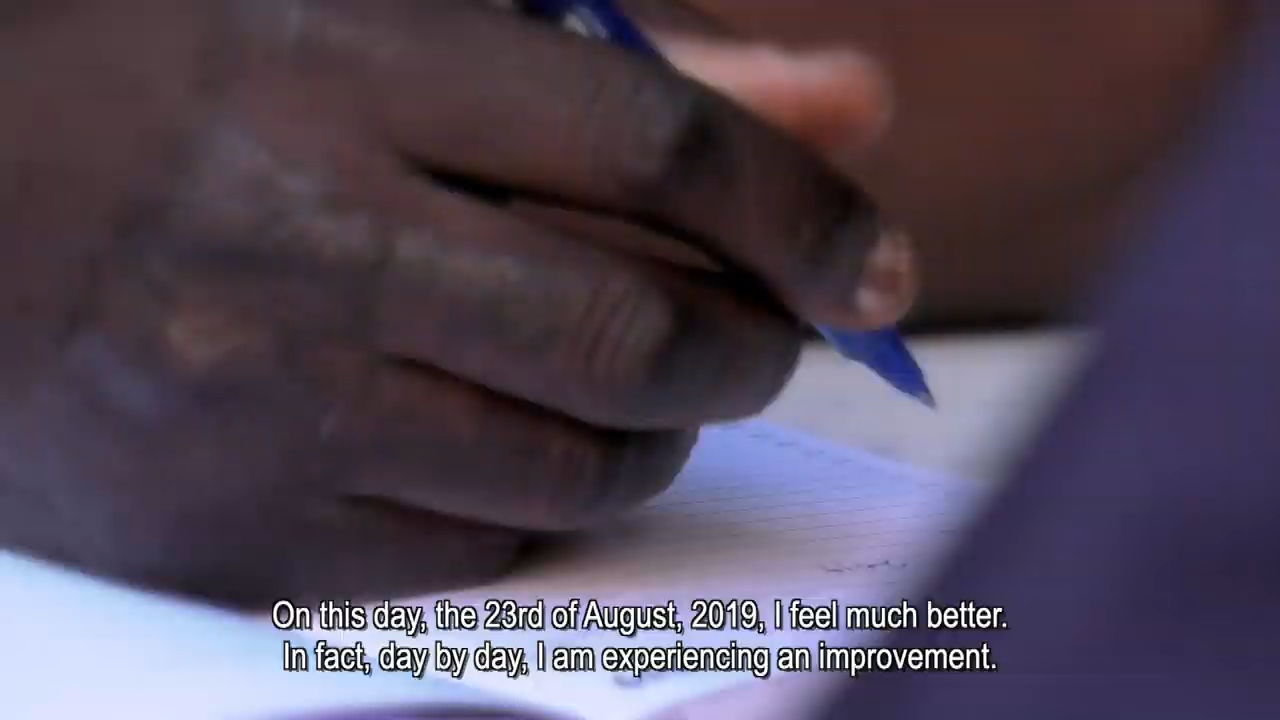 On this day, the 23rd of August, 2019, I feel much better.
In fact, day by day, I am experiencing an improvement.